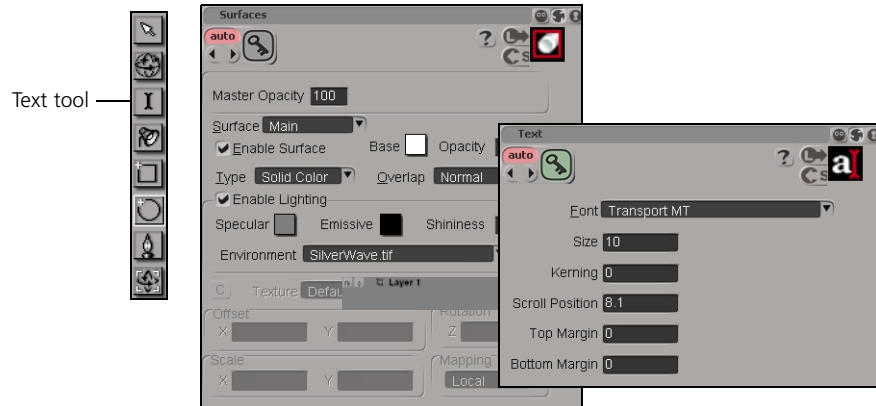 Text tool
Surfaces
auto
?
Master Opacity 100
Surface Main
Enable Surface Base Opacity
Type Solid Color Overlap Normal
Enable Lighting
Specular Emissive Shininess
Environment SilverWave.tif
C Texture Defau
Layer 1
Offset Rotation
X Y Z
Scale Mapping
X Y Local
Text
auto
?
a
Font Transport MT
Size 10
Kerning 0
Scroll Position 8.1
Top Margin 0
Bottom Margin 0